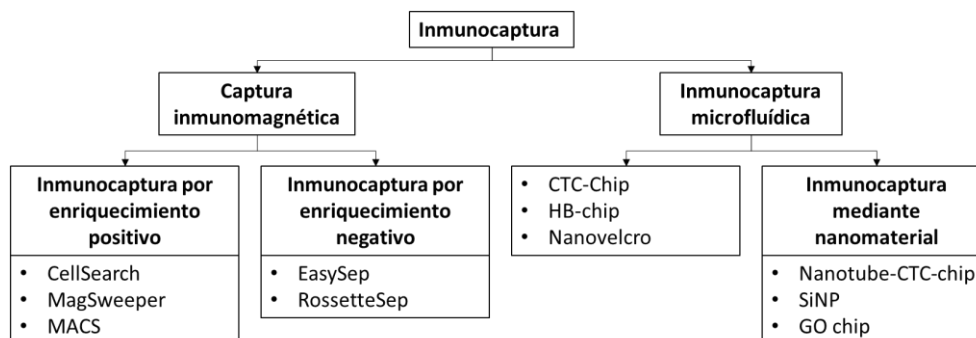 Inmunocaptura
Captura
inmunomagnética
Inmunocaptura
microfluídica
Inmunocaptura por
enriquecimiento
positivo
• CellSearch
• MagSweeper
• MACS
Inmunocaptura por
enriquecimiento
negativo
• EasySep
• RossetteSep
• CTC-Chip
• HB-chip
• Nanovelcro
Inmunocaptura
mediante
nanomaterial
• Nanotube-CTC-chip
• SiNP
• GO chip